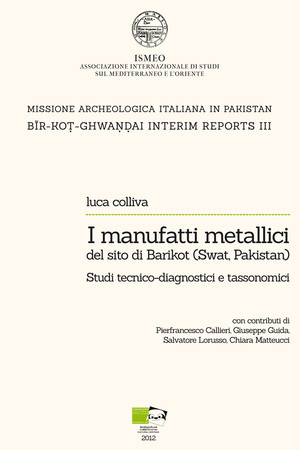 ISMEO
ASSOCIAZIONE INTERNAZIONALE DI STUDI
SUL MEDITERRANEO E L'ORIENTE
MISSIONE ARCHEOLOGICA ITALIANA IN PAKISTAN
BĪR-KOṬ-GHWAṆḌAI INTERIM REPORTS III
luca colliva
I manufatti metallici
del sito di Barikot (Swat, Pakistan)
Studi tecnico-diagnostici e tassonomici
con contributi di
Pierfrancesco Callieri, Giuseppe Guida,
Salvatore Lorusso, Chiara Matteucci
2012